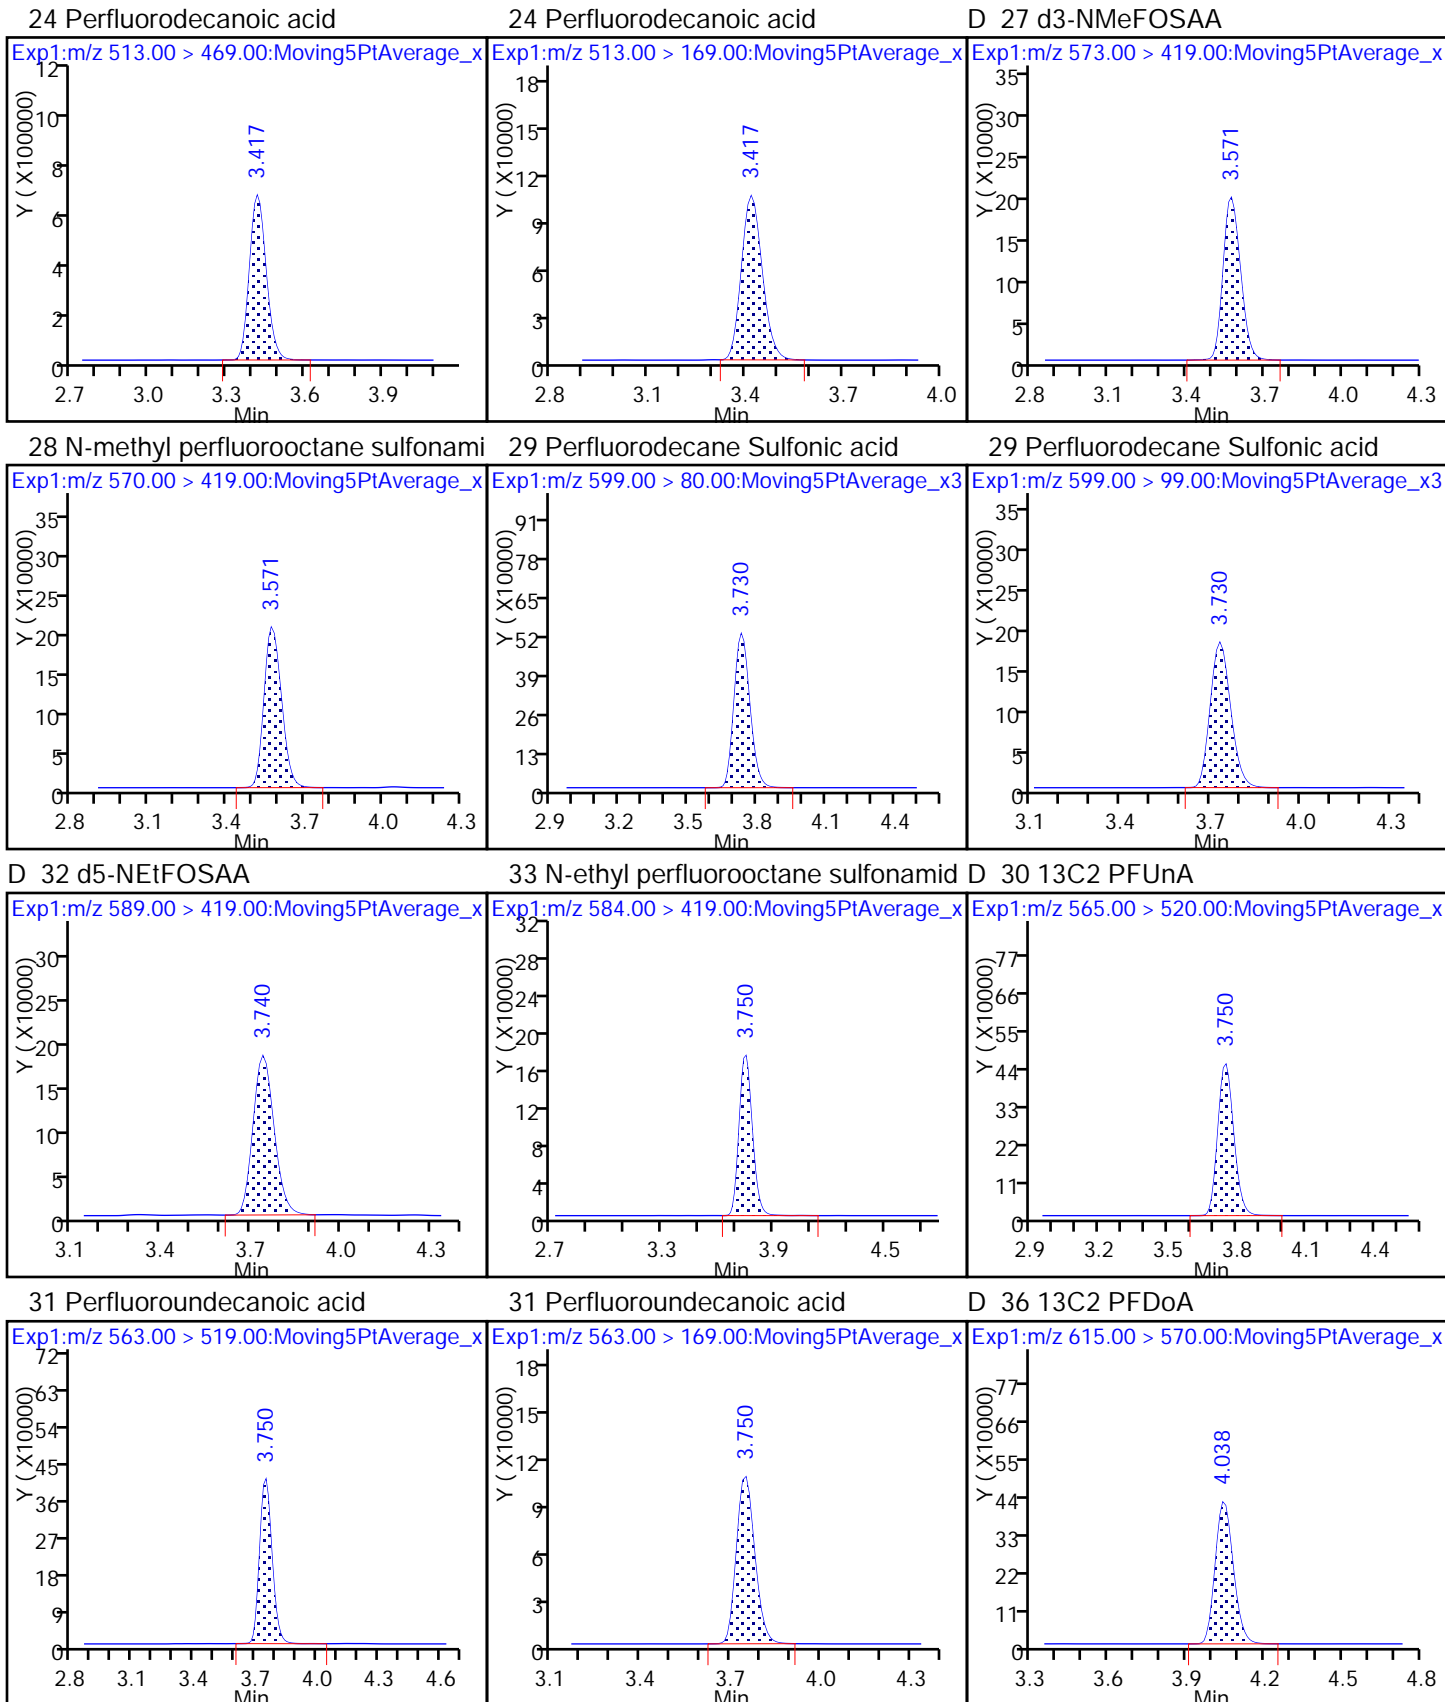 24 Perfluorodecanoic acid
Exp1:m/z 513.00 > 469.00:Moving5PtAverage_x
Y ( X100000)
12
10
8
6
4
2
0
3.417
2.7 3.0 3.3 3.6 3.9
Min
24 Perfluorodecanoic acid
Exp1:m/z 513.00 > 169.00:Moving5PtAverage_x
Y ( X10000)
18
15
12
9
6
3
0
3.417
2.8 3.1 3.4 3.7 4.0
Min
D 27 d3-NMeFOSAA
Exp1:m/z 573.00 > 419.00:Moving5PtAverage_x
Y ( X10000)
35
30
25
20
15
10
5
0
3.571
2.8 3.1 3.4 3.7 4.0 4.3
Min
28 N-methyl perfluorooctane sulfonami
Exp1:m/z 570.00 > 419.00:Moving5PtAverage_x
Y ( X10000)
35
30
25
20
15
10
5
0
3.571
2.8 3.1 3.4 3.7 4.0 4.3
Min
29 Perfluorodecane Sulfonic acid
Exp1:m/z 599.00 > 80.00:Moving5PtAverage_x3
Y ( X10000)
91
78
65
52
39
26
13
0
3.730
2.9 3.2 3.5 3.8 4.1 4.4
Min
29 Perfluorodecane Sulfonic acid
Exp1:m/z 599.00 > 99.00:Moving5PtAverage_x3
Y ( X10000)
35
30
25
20
15
10
5
0
3.730
3.1 3.4 3.7 4.0 4.3
Min
D 32 d5-NEtFOSAA
Exp1:m/z 589.00 > 419.00:Moving5PtAverage_x
Y ( X10000)
30
25
20
15
10
5
0
3.740
3.1 3.4 3.7 4.0 4.3
Min
33 N-ethyl perfluorooctane sulfonamid
Exp1:m/z 584.00 > 419.00:Moving5PtAverage_x
Y ( X10000)
32
28
24
20
16
12
8
4
0
3.750
2.7 3.3 3.9 4.5
Min
D 30 13C2 PFUnA
Exp1:m/z 565.00 > 520.00:Moving5PtAverage_x
Y ( X10000)
77
66
55
44
33
22
11
0
3.750
2.9 3.2 3.5 3.8 4.1 4.4
Min
31 Perfluoroundecanoic acid
Exp1:m/z 563.00 > 519.00:Moving5PtAverage_x
Y ( X10000)
72
63
54
45
36
27
18
9
0
3.750
2.8 3.1 3.4 3.7 4.0 4.3 4.6
Min
31 Perfluoroundecanoic acid
Exp1:m/z 563.00 > 169.00:Moving5PtAverage_x
Y ( X10000)
18
15
12
9
6
3
0
3.750
3.1 3.4 3.7 4.0 4.3
Min
D 36 13C2 PFDoA
Exp1:m/z 615.00 > 570.00:Moving5PtAverage_x
Y ( X10000)
77
66
55
44
33
22
11
0
4.038
3.3 3.6 3.9 4.2 4.5 4.8
Min